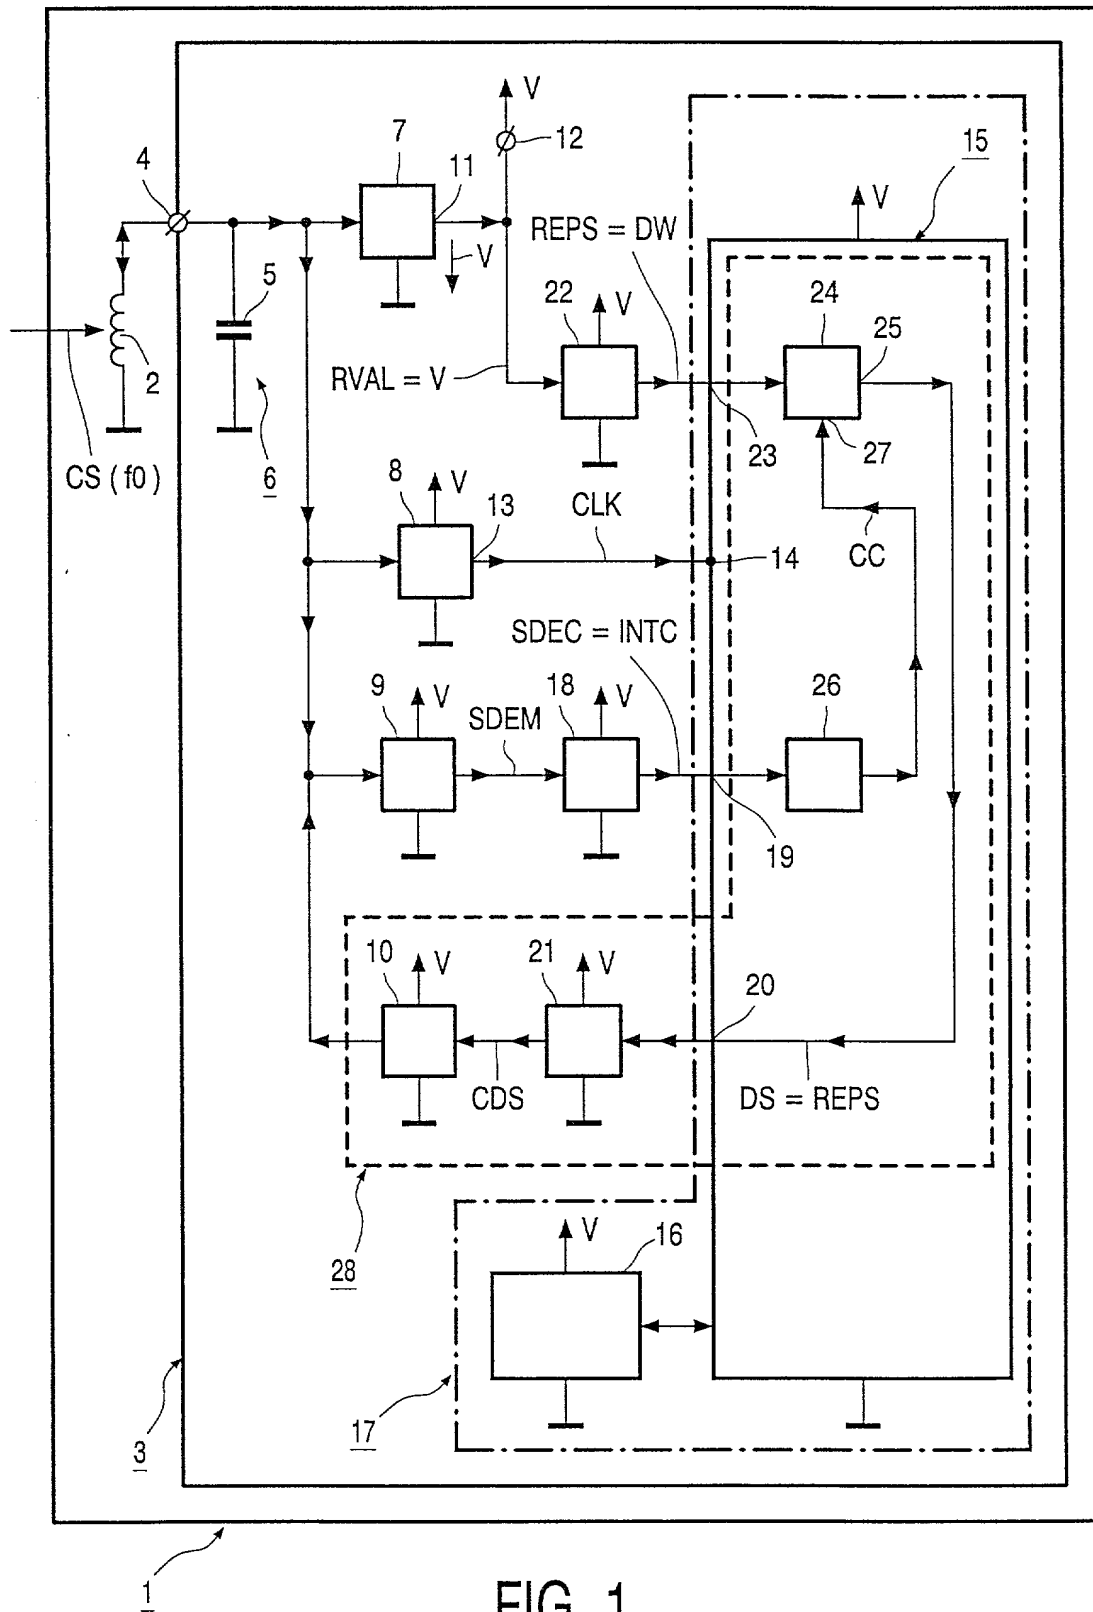 V
12
7
4
11
15
V
V
REPS = DW
5
22
V
24
25
2
RVAL = V
23
27
CS ( f0)
6
8
V
13
CLK
CC
14
SDEC = INTC
9
V
SDEM
18
V
26
19
10
V
21
V
20
CDS
DS = REPS
28
V
16
17
3
1
FIG. 1